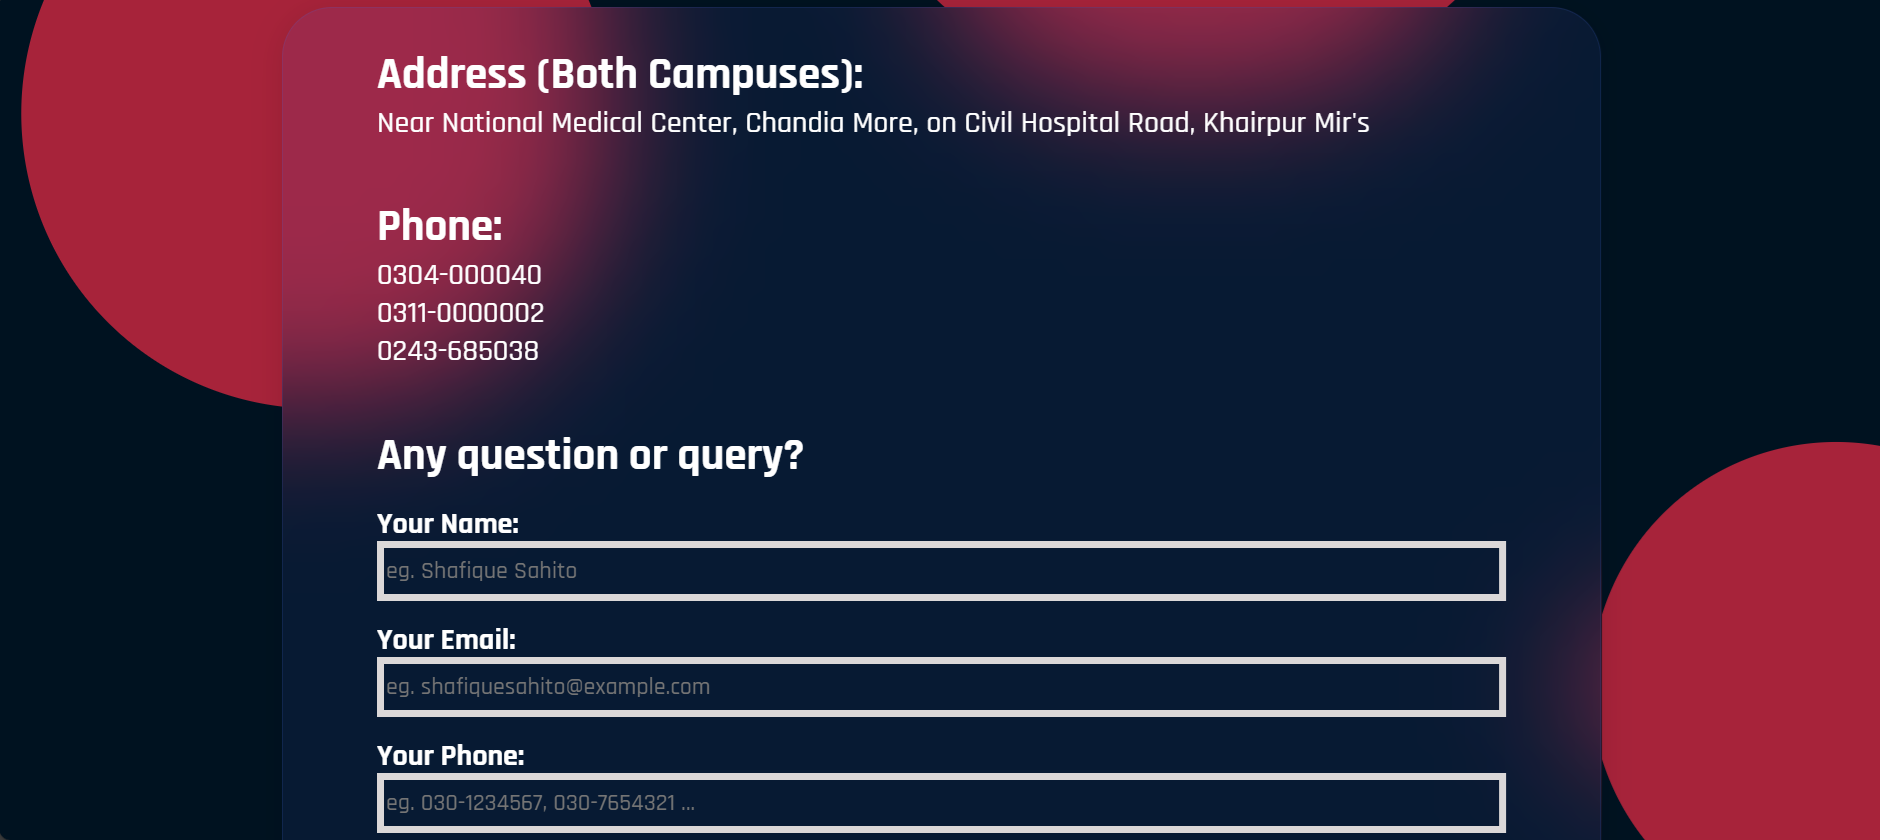 Address (Both Campuses):
Near National Medical Center, Chandia More, on Civil Hospital Road, Khairpur Mir's
Phone:
0304-000040
0311-0000002
0243-685038
Any question or query?
Your Name:
eg. Shafique Sahito
Your Email:
eg. shafiquesahito@example.com
Your Phone:
eg. 030-1234567, 030-7654321 ...